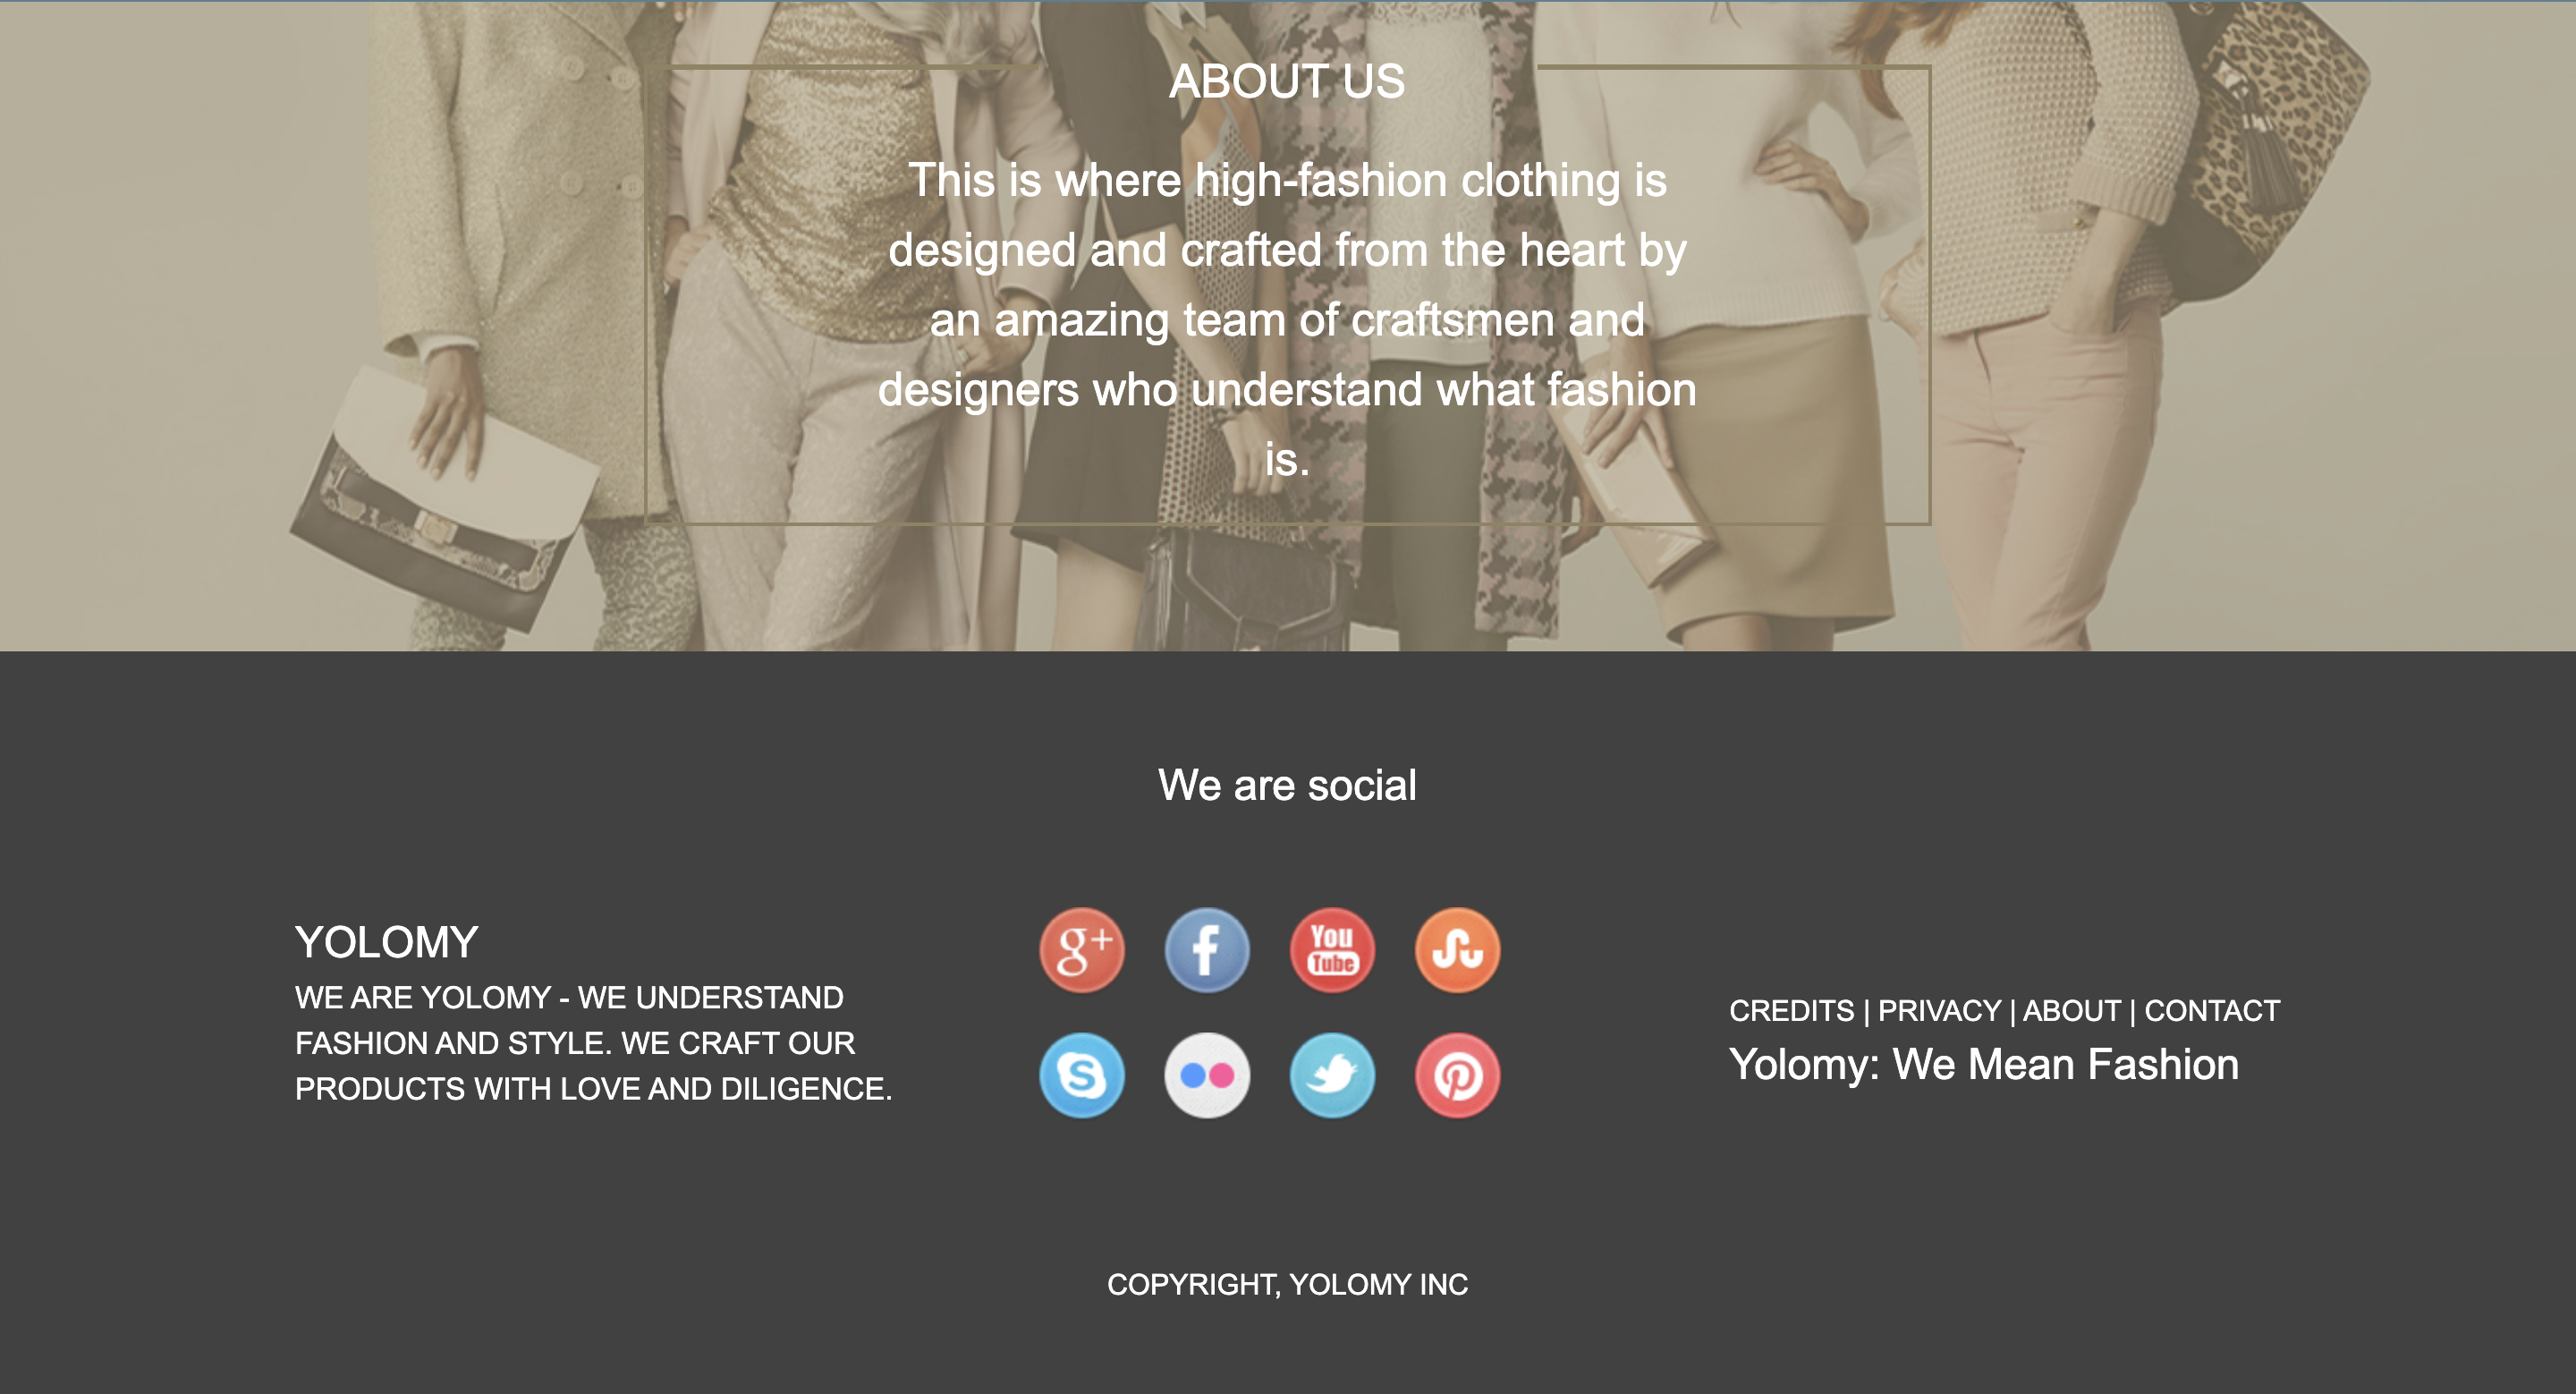 ABOUT US
This is where high-fashion clothing is
designed and crafted from the heart by
an amazing team of craftsmen and
designers who understand what fashion
is.
We are social
YOLOMY
WE ARE YOLOMY - WE UNDERSTAND
FASHION AND STYLE. WE CRAFT OUR
PRODUCTS WITH LOVE AND DILIGENCE.
g+ f You Tube
S
CREDITS | PRIVACY | ABOUT | CONTACT
Yolomy: We Mean Fashion
COPYRIGHT, YOLOMY INC